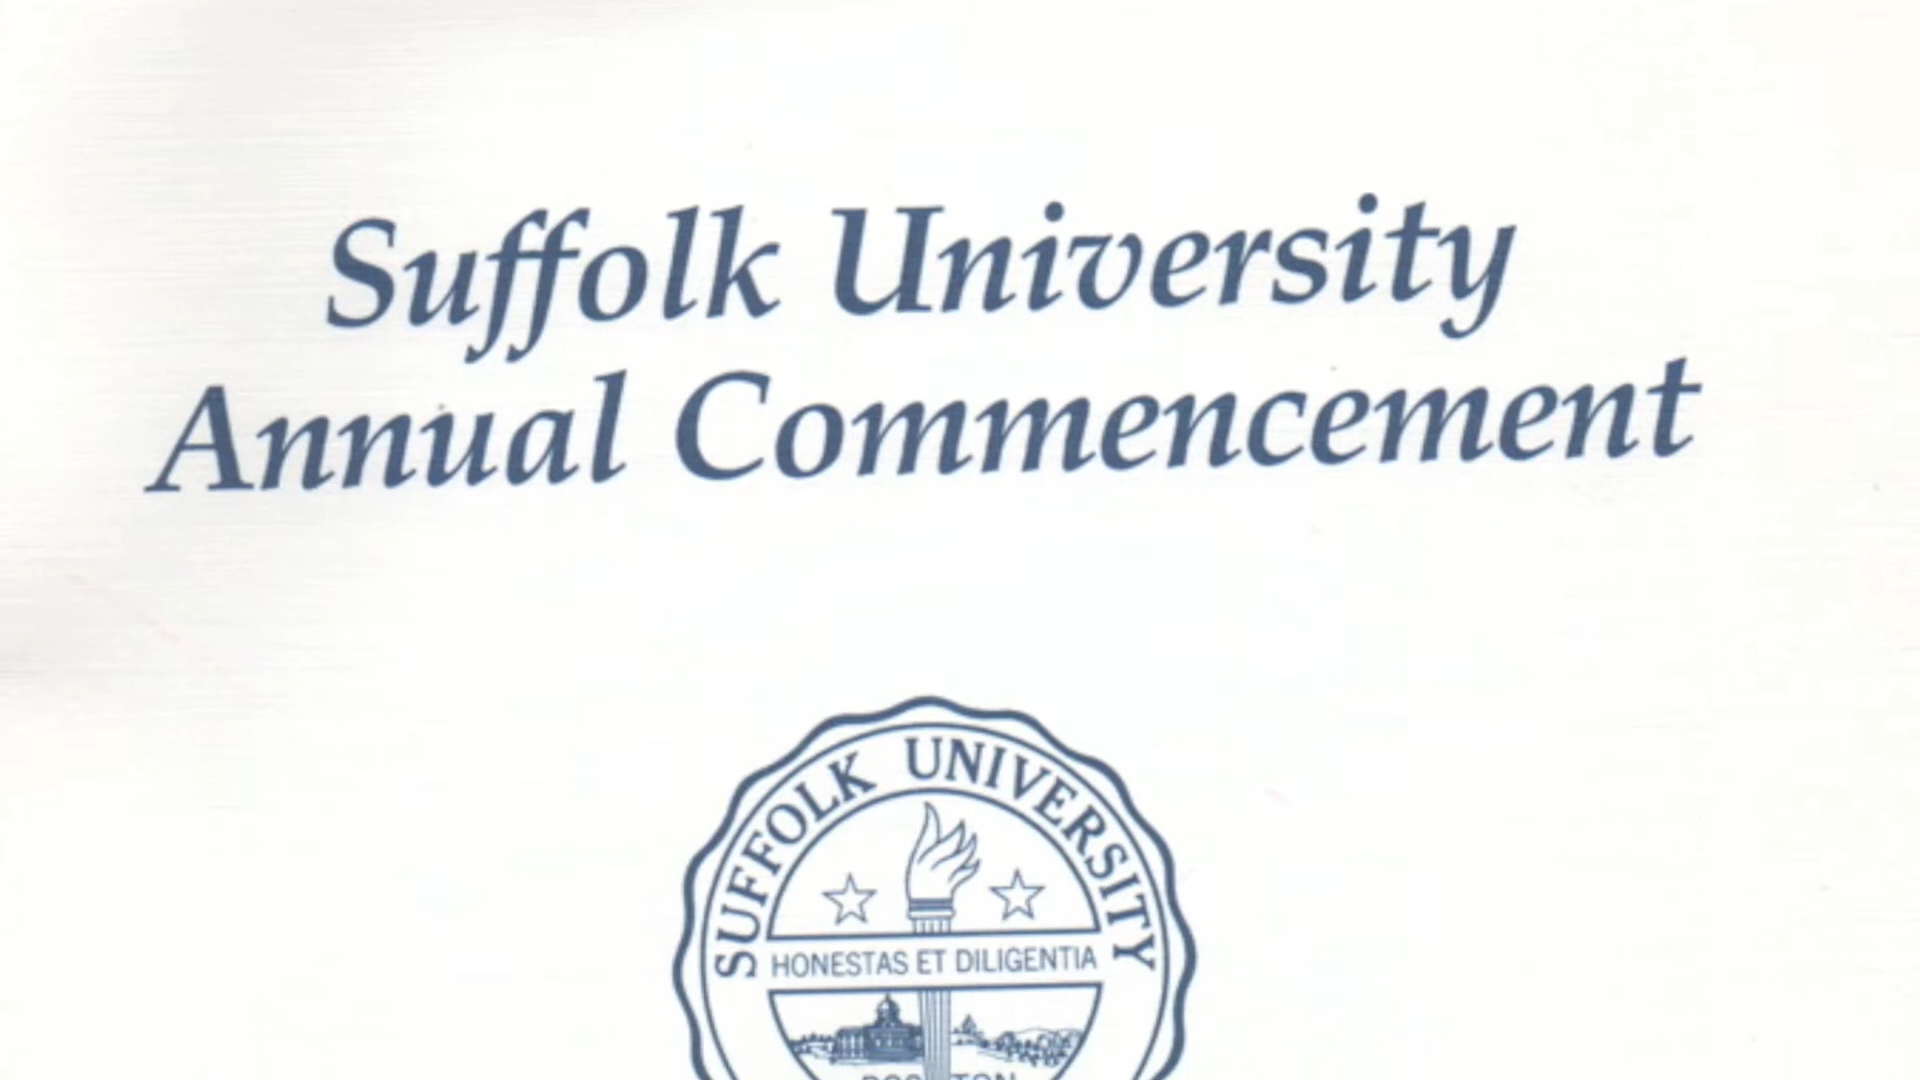 Suffolk University
Annual Commencement
SUFFOLK UNIVERSITY
HONESTAS ET DILIGENTIA